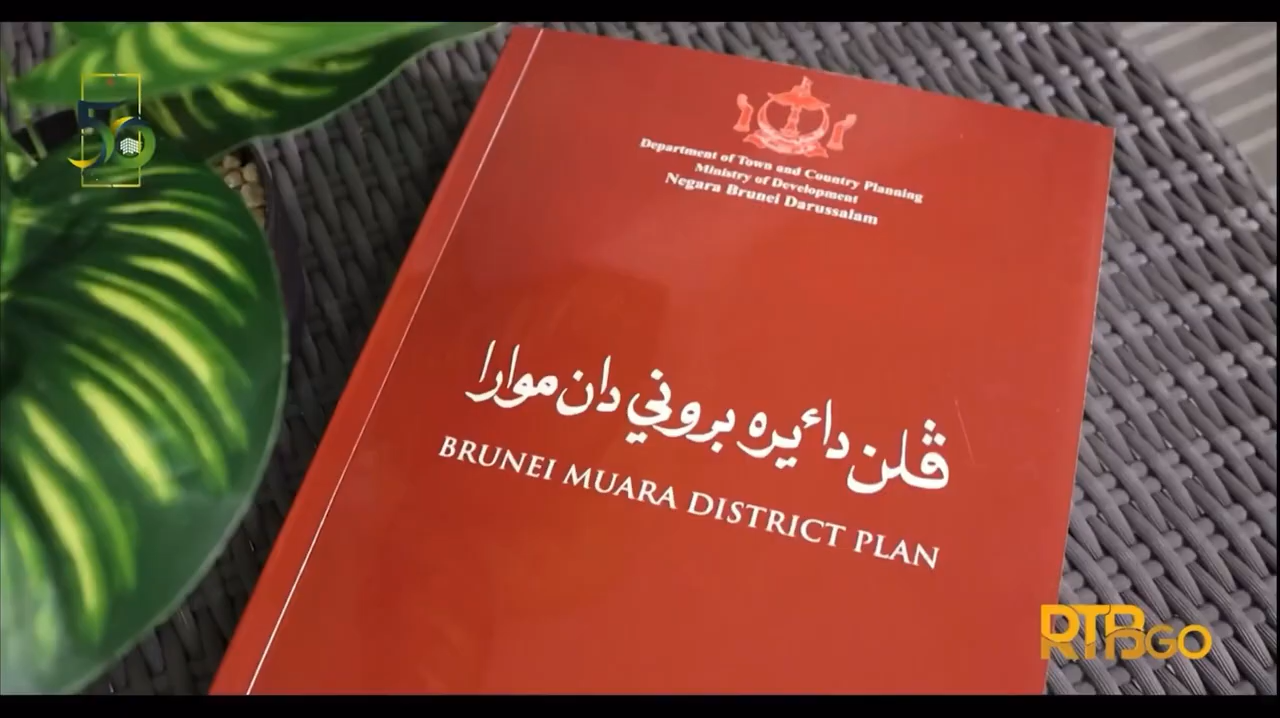 50
Department of Town and Country Planning
Ministry of Development
Negara Brunei Darussalam
ڤلن دائيره بروني دان موارا
BRUNEI MUARA DISTRICT PLAN
RTBGO